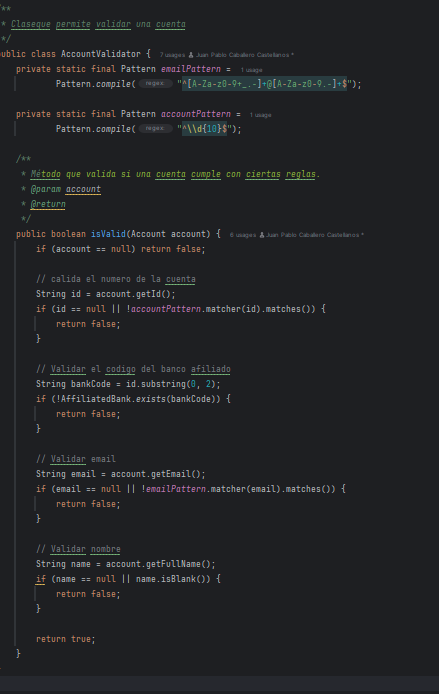 /**
 * Claseque permite validar una cuenta
 */
public class AccountValidator {   7 usages   Juan Pablo Caballero Castellanos *
    private static final Pattern emailPattern =   1 usage
            Pattern.compile( regex: "^[A-Za-z0-9+_.-]+@[A-Za-z0-9.-]+$");

    private static final Pattern accountPattern =   1 usage
            Pattern.compile( regex: "^\\d{10}$");

    /**
     * Método que valida si una cuenta cumple con ciertas reglas.
     * @param account
     * @return
     */
    public boolean isValid(Account account) {   6 usages   Juan Pablo Caballero Castellanos *
        if (account == null) return false;

        // calida el numero de la cuenta
        String id = account.getId();
        if (id == null || !accountPattern.matcher(id).matches()) {
            return false;
        }

        // Validar el codigo del banco afiliado
        String bankCode = id.substring(0, 2);
        if (!AffiliatedBank.exists(bankCode)) {
            return false;
        }

        // Validar email
        String email = account.getEmail();
        if (email == null || !emailPattern.matcher(email).matches()) {
            return false;
        }

        // Validar nombre
        String name = account.getFullName();
        if (name == null || name.isBlank()) {
            return false;
        }

        return true;
    }